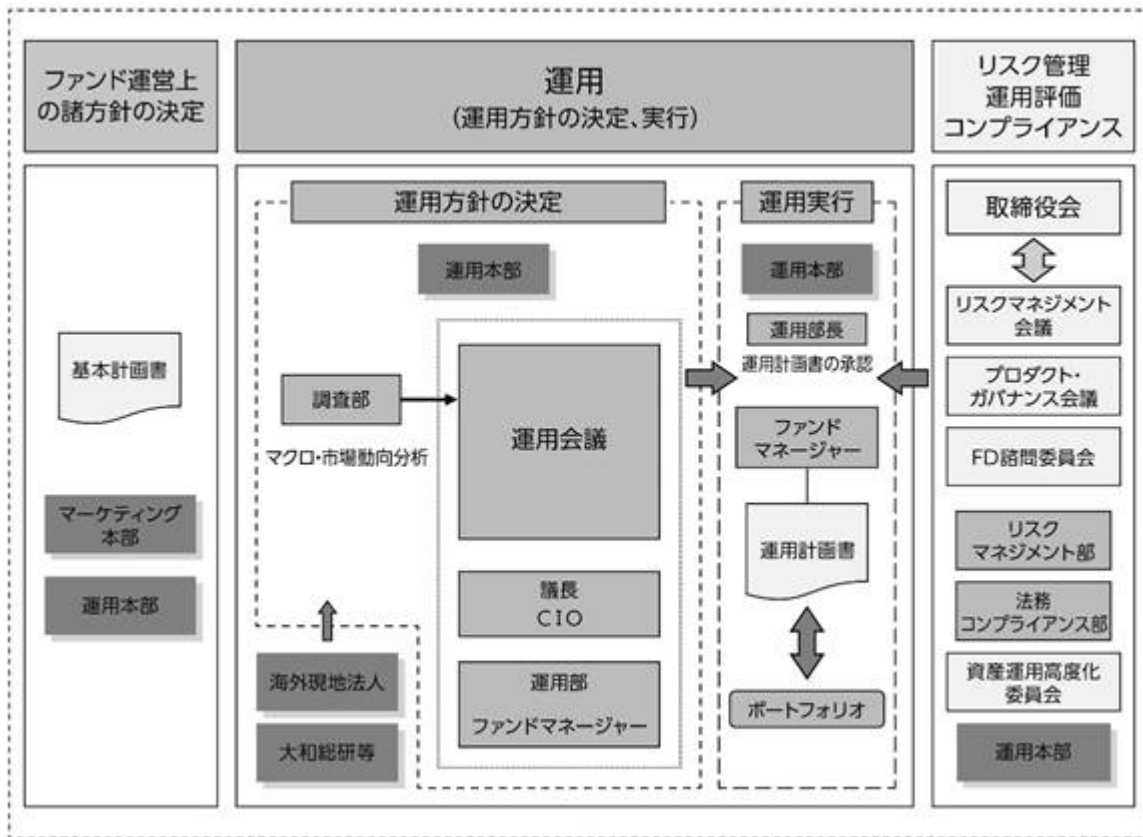 ファンド運営上
の諸方針の決定
運用
(運用方針の決定、実行)
リスク管理
運用評価
コンプライアンス
基本計画書
マーケティング
本部
運用本部
運用方針の決定
運用本部
調査部
マクロ・市場動向分析
運用会議
議長
CIO
運用部
ファンドマネージャー
海外現地法人
大和総研等
運用実行
運用本部
運用部長
運用計画書の承認
ファンド
マネージャー
運用計画書
ポートフォリオ
取締役会
リスクマネジメント
会議
プロダクト・
ガバナンス会議
FD諮問委員会
リスク
マネジメント部
法務
コンプライアンス部
資産運用高度化
委員会
運用本部